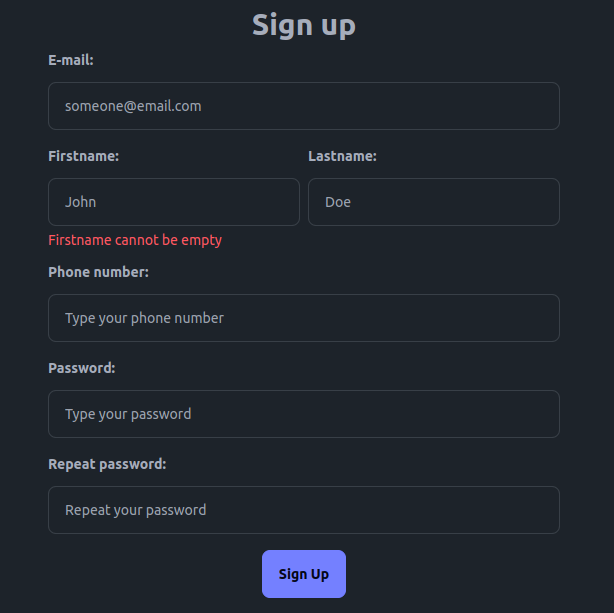 Sign up
E-mail:
someone@email.com
Firstname: Lastname:
John Doe
Firstname cannot be empty
Phone number:
Type your phone number
Password:
Type your password
Repeat password:
Repeat your password
Sign Up